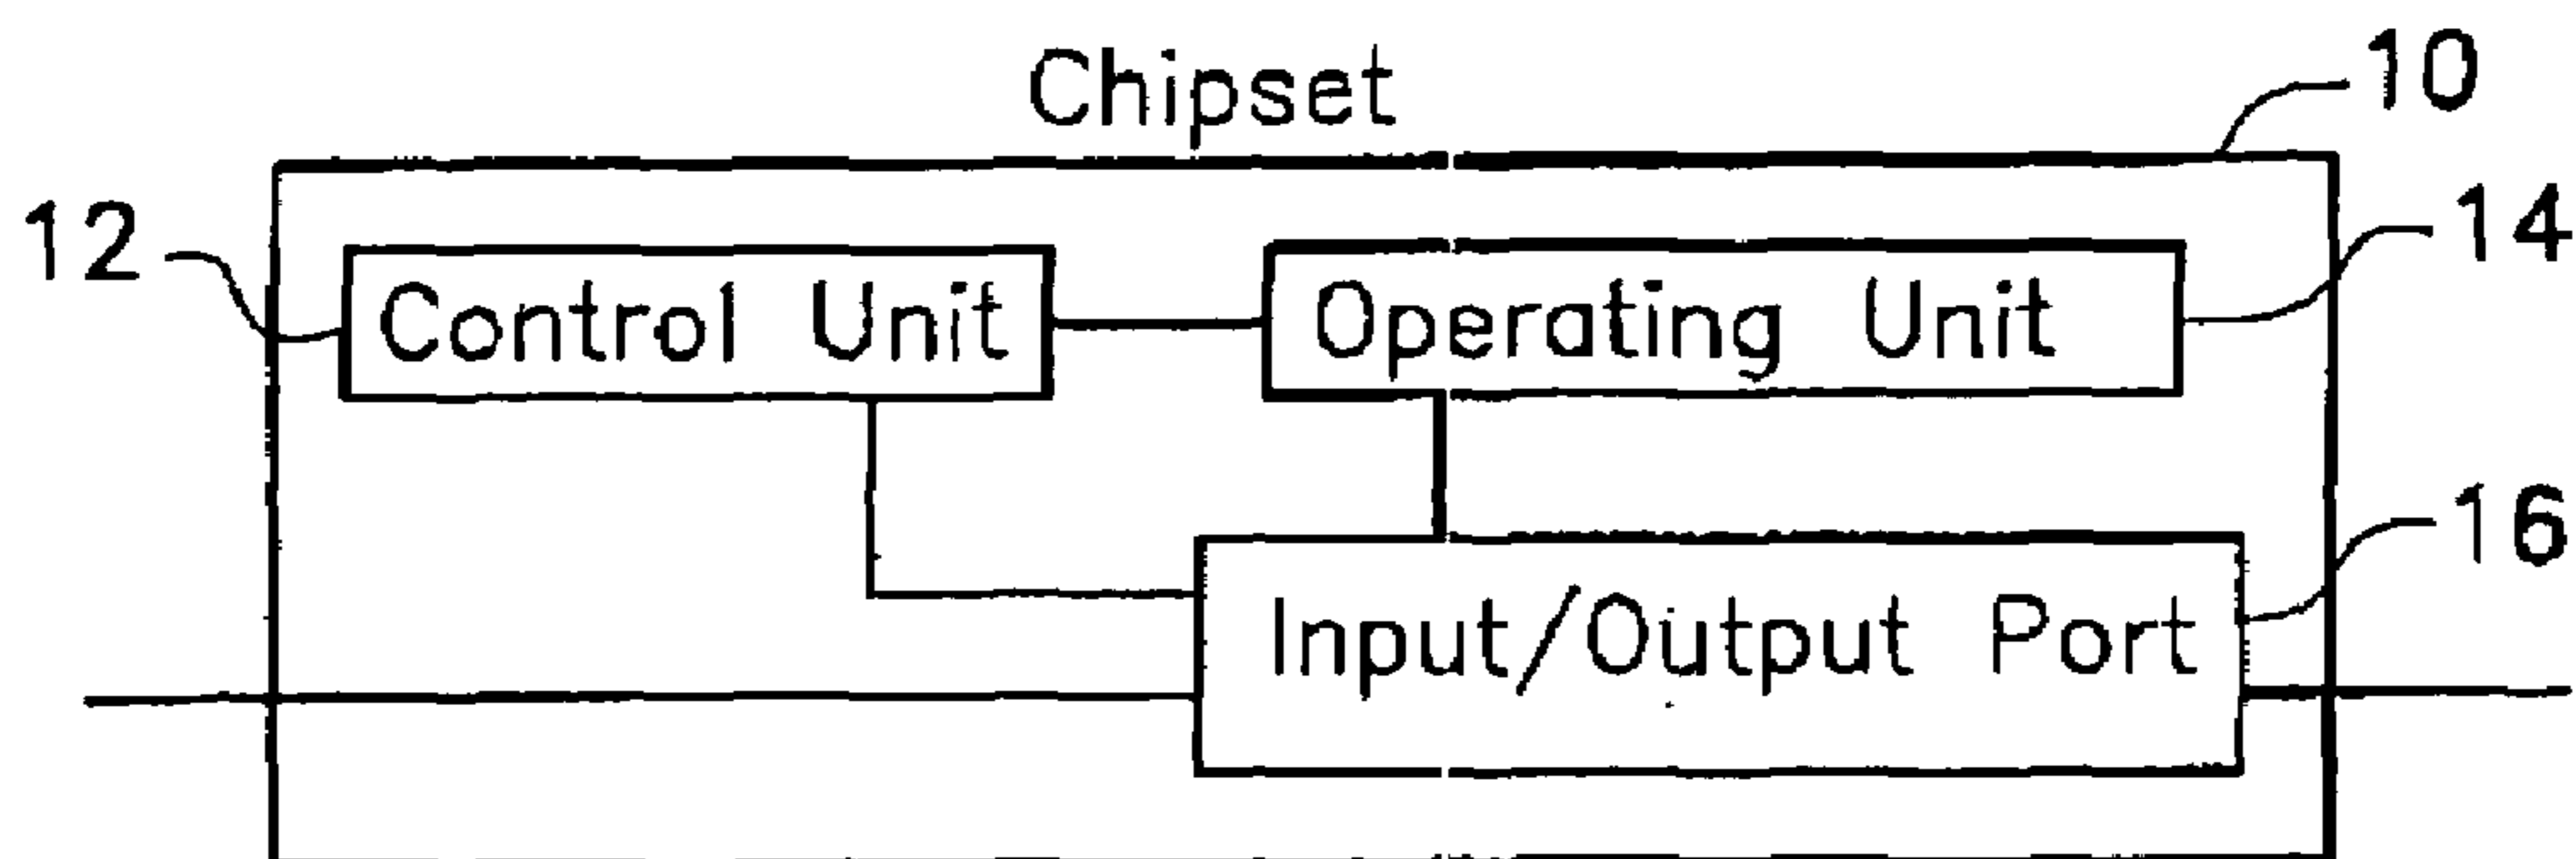 Chipset
10
12
Control Unit
Operating Unit
14
Input/Output Port
16